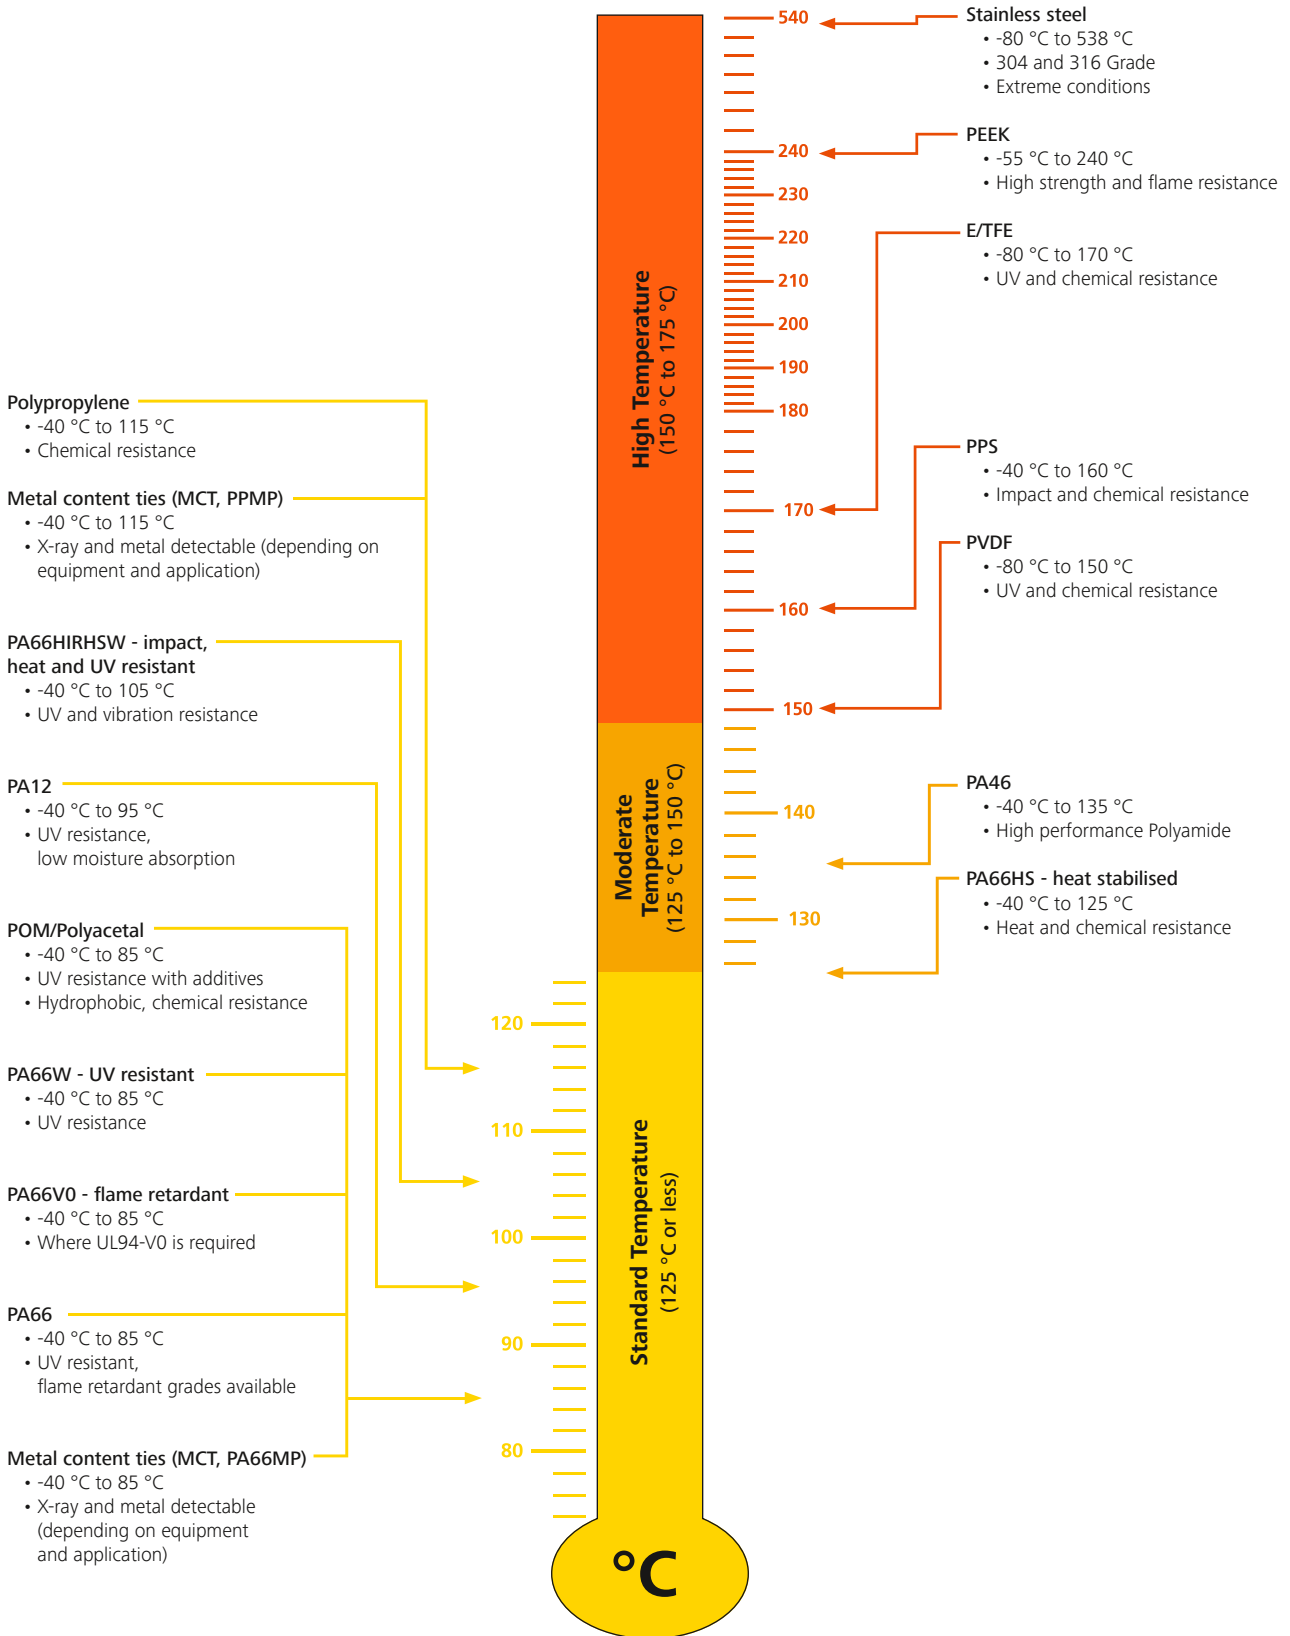 Polypropylene
• -40 °C to 115 °C
• Chemical resistance
Metal content ties (MCT, PPMP)
• -40 °C to 115 °C
• X-ray and metal detectable (depending on
equipment and application)
PA66HIRHSW - impact,
heat and UV resistant
• -40 °C to 105 °C
• UV and vibration resistance
PA12
• -40 °C to 95 °C
• UV resistance,
low moisture absorption
POM/Polyacetal
• -40 °C to 85 °C
• UV resistance with additives
• Hydrophobic, chemical resistance
PA66W - UV resistant
• -40 °C to 85 °C
• UV resistance
PA66V0 - flame retardant
• -40 °C to 85 °C
• Where UL94-V0 is required
PA66
• -40 °C to 85 °C
• UV resistant,
flame retardant grades available
Metal content ties (MCT, PA66MP)
• -40 °C to 85 °C
• X-ray and metal detectable
(depending on equipment
and application)
120
110
100
90
80
High Temperature
(150 °C to 175 °C)
Moderate
Temperature
(125 °C to 150 °C)
Standard Temperature
(125 °C or less)
°C
540
240
230
220
210
200
190
180
170
160
150
140
130
Stainless steel
• -80 °C to 538 °C
• 304 and 316 Grade
• Extreme conditions
PEEK
• -55 °C to 240 °C
• High strength and flame resistance
E/TFE
• -80 °C to 170 °C
• UV and chemical resistance
PPS
• -40 °C to 160 °C
• Impact and chemical resistance
PVDF
• -80 °C to 150 °C
• UV and chemical resistance
PA46
• -40 °C to 135 °C
• High performance Polyamide
PA66HS - heat stabilised
• -40 °C to 125 °C
• Heat and chemical resistance